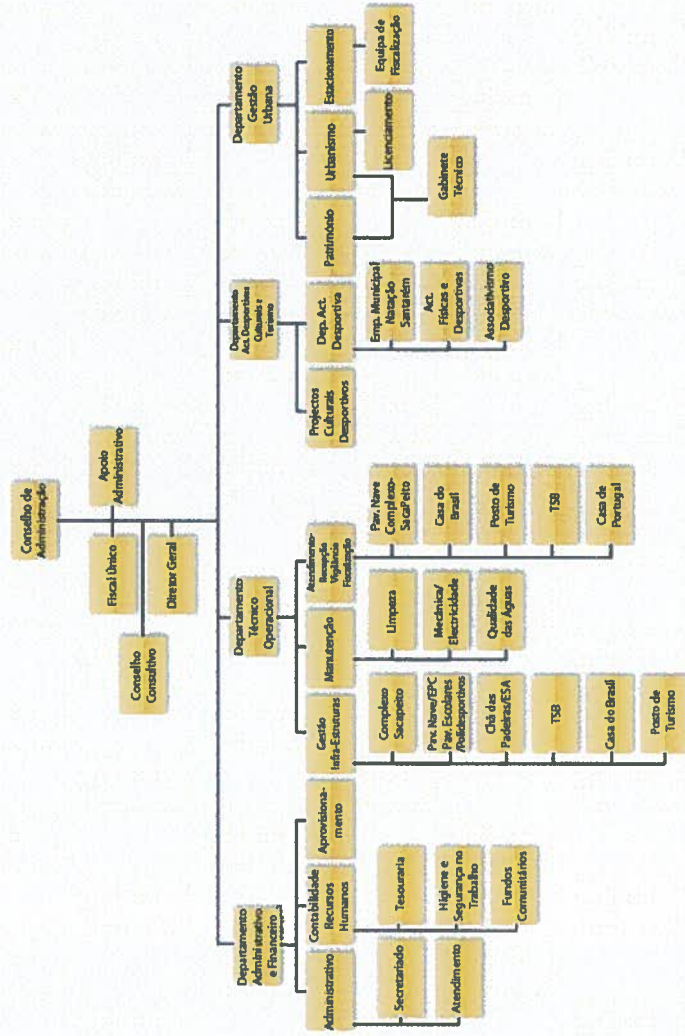 Conselho de
Administração
Apoio
Administrativo
Fiscal Único
Conselho
Consultivo
Diretor Geral
Departamento
Administrativo
e Financeiro
Departamento
Técnico
Operacional
Departamento
Act. Desportivas
Culturais e
Turismo
Departamento
Gestão
Urbana
Administrativo
Contabilidade
Recursos
Humanos
Aprovisiona-
mento
Gestão
Infra-Estruturas
Manutenção
Atendimento-
Recepção
Vigilância
Fiscalização
Projectos
Culturais
Desportivos
Dep. Act.
Desportiva
Património
Urbanismo
Estacionamento
Secretariado
Atendimento
Tesouraria
Higiene e
Segurança no
Trabalho
Fundos
Comunitários
Complexo
Sacapeito
Pav. Nave/EPC
Pav. Escolares
/Polidesportivos
Chã das
Padeiras/ESA
TSB
Casa do Brasil
Posto de
Turismo
Limpeza
Mecânica/
Electricidade
Qualidade
das Águas
Pav. Nave
Complexo-
SacaPeito
Casa do
Brasil
Posto de
Turismo
TSB
Casa de
Portugal
Emp. Municipal
Natação
Santarém
Act.
Físicas e
Desportivas
Associativismo
Desportivo
Gabinete
Técnico
Licenciamento
Equipa de
Fiscalização